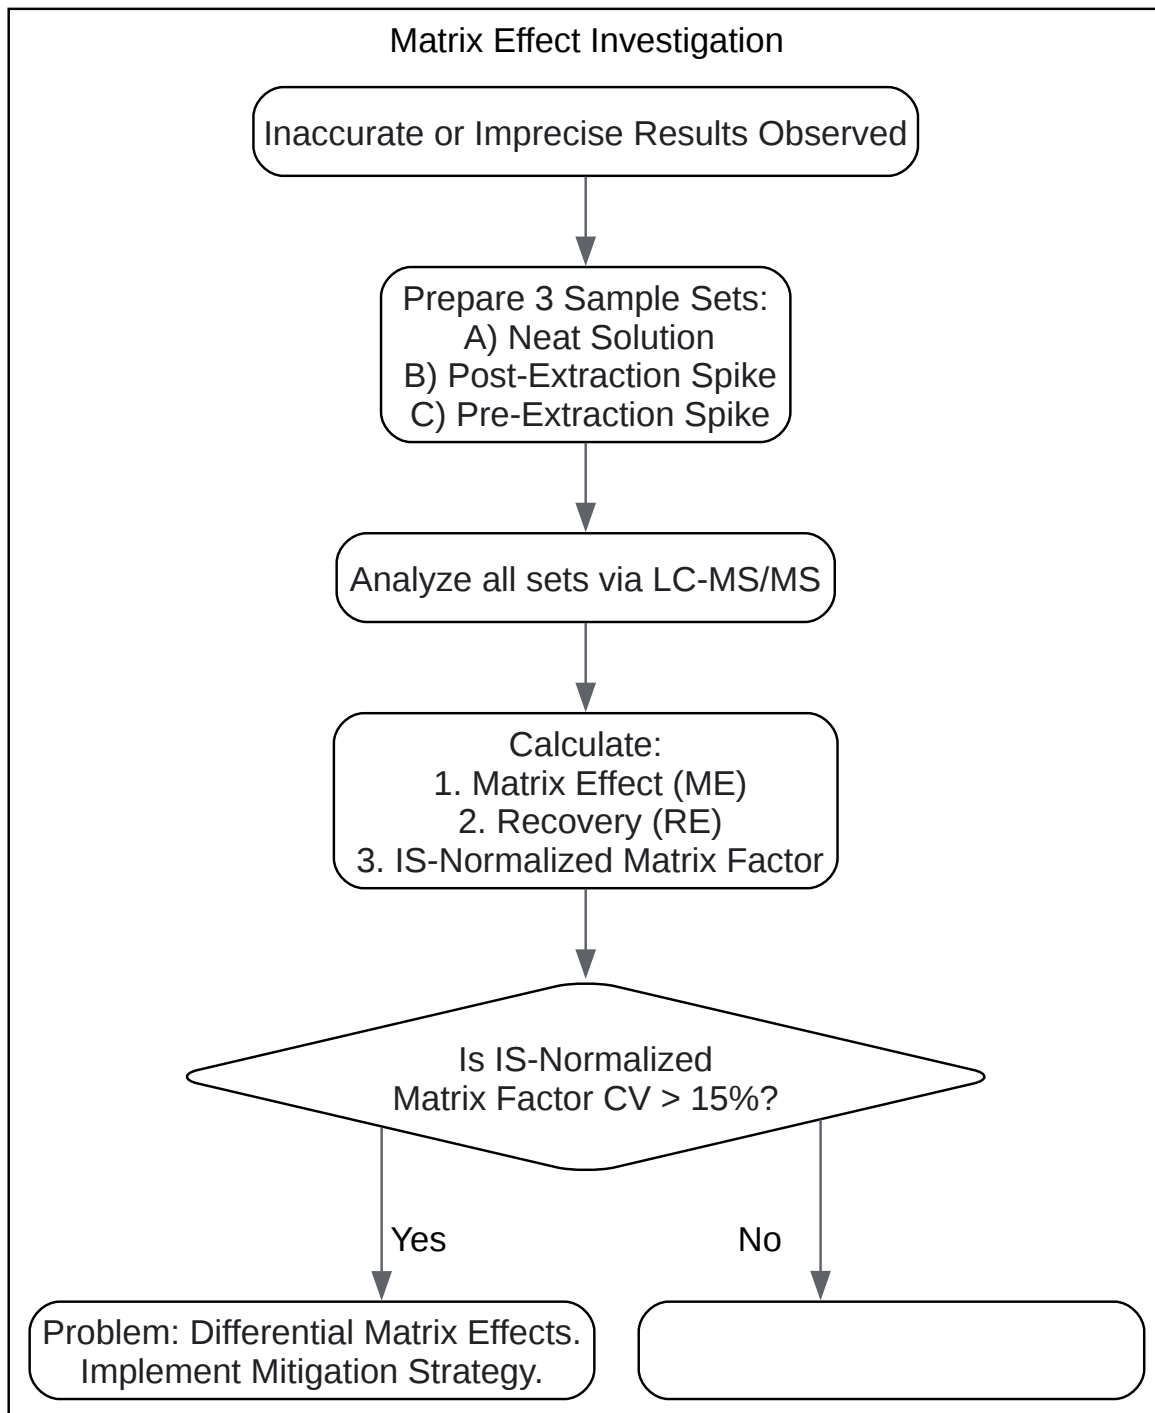 Matrix Effect Investigation
Inaccurate or Imprecise Results Observed
Prepare 3 Sample Sets:
A) Neat Solution
B) Post-Extraction Spike
C) Pre-Extraction Spike
Analyze all sets via LC-MS/MS
Calculate:
1. Matrix Effect (ME)
2. Recovery (RE)
3. IS-Normalized Matrix Factor
Is IS-Normalized
Matrix Factor CV > 15%?
Yes
No
Problem: Differential Matrix Effects.
Implement Mitigation Strategy.